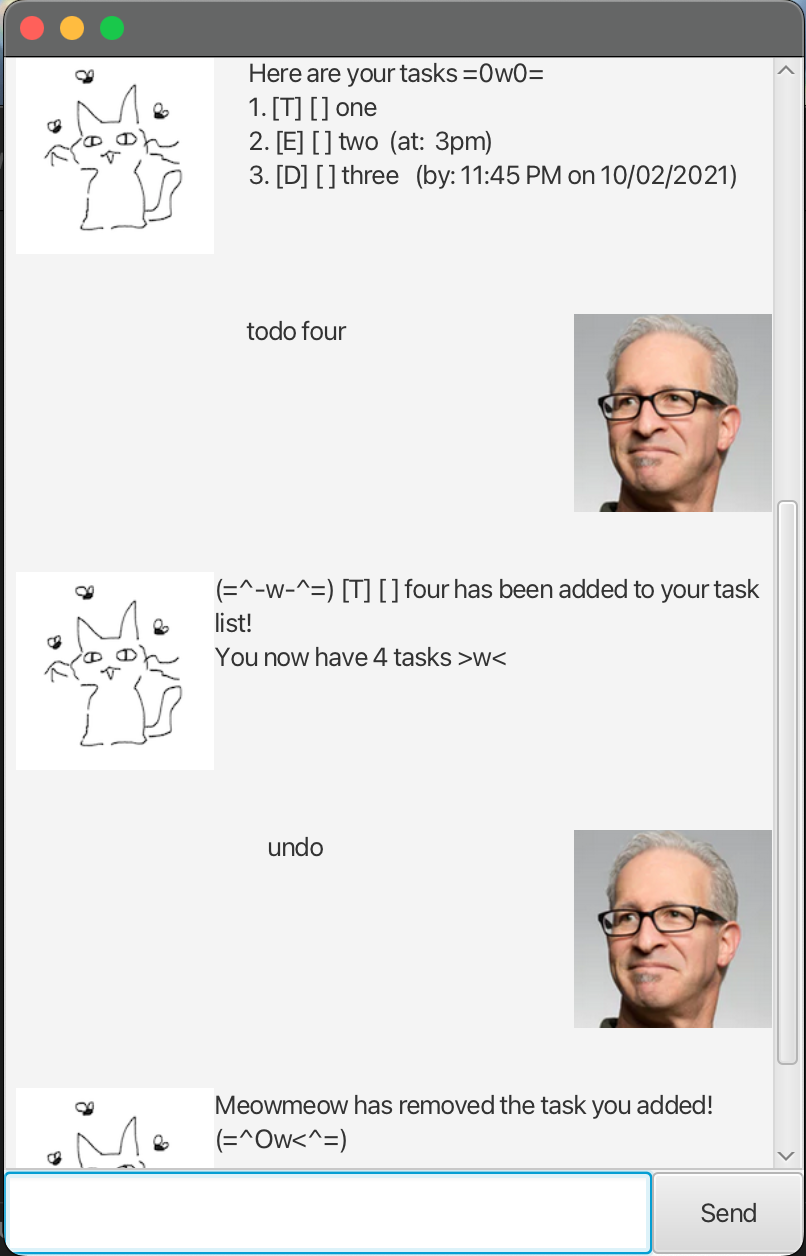 Here are your tasks =0w0=
1. [T] [ ] one
2. [E] [ ] two  (at:  3pm)
3. [D] [ ] three   (by: 11:45 PM on 10/02/2021)
todo four
(=^-w-^=) [T] [ ] four has been added to your task
list!
You now have 4 tasks >w<
undo
Meowmeow has removed the task you added!
(=^Ow<^=)
Send